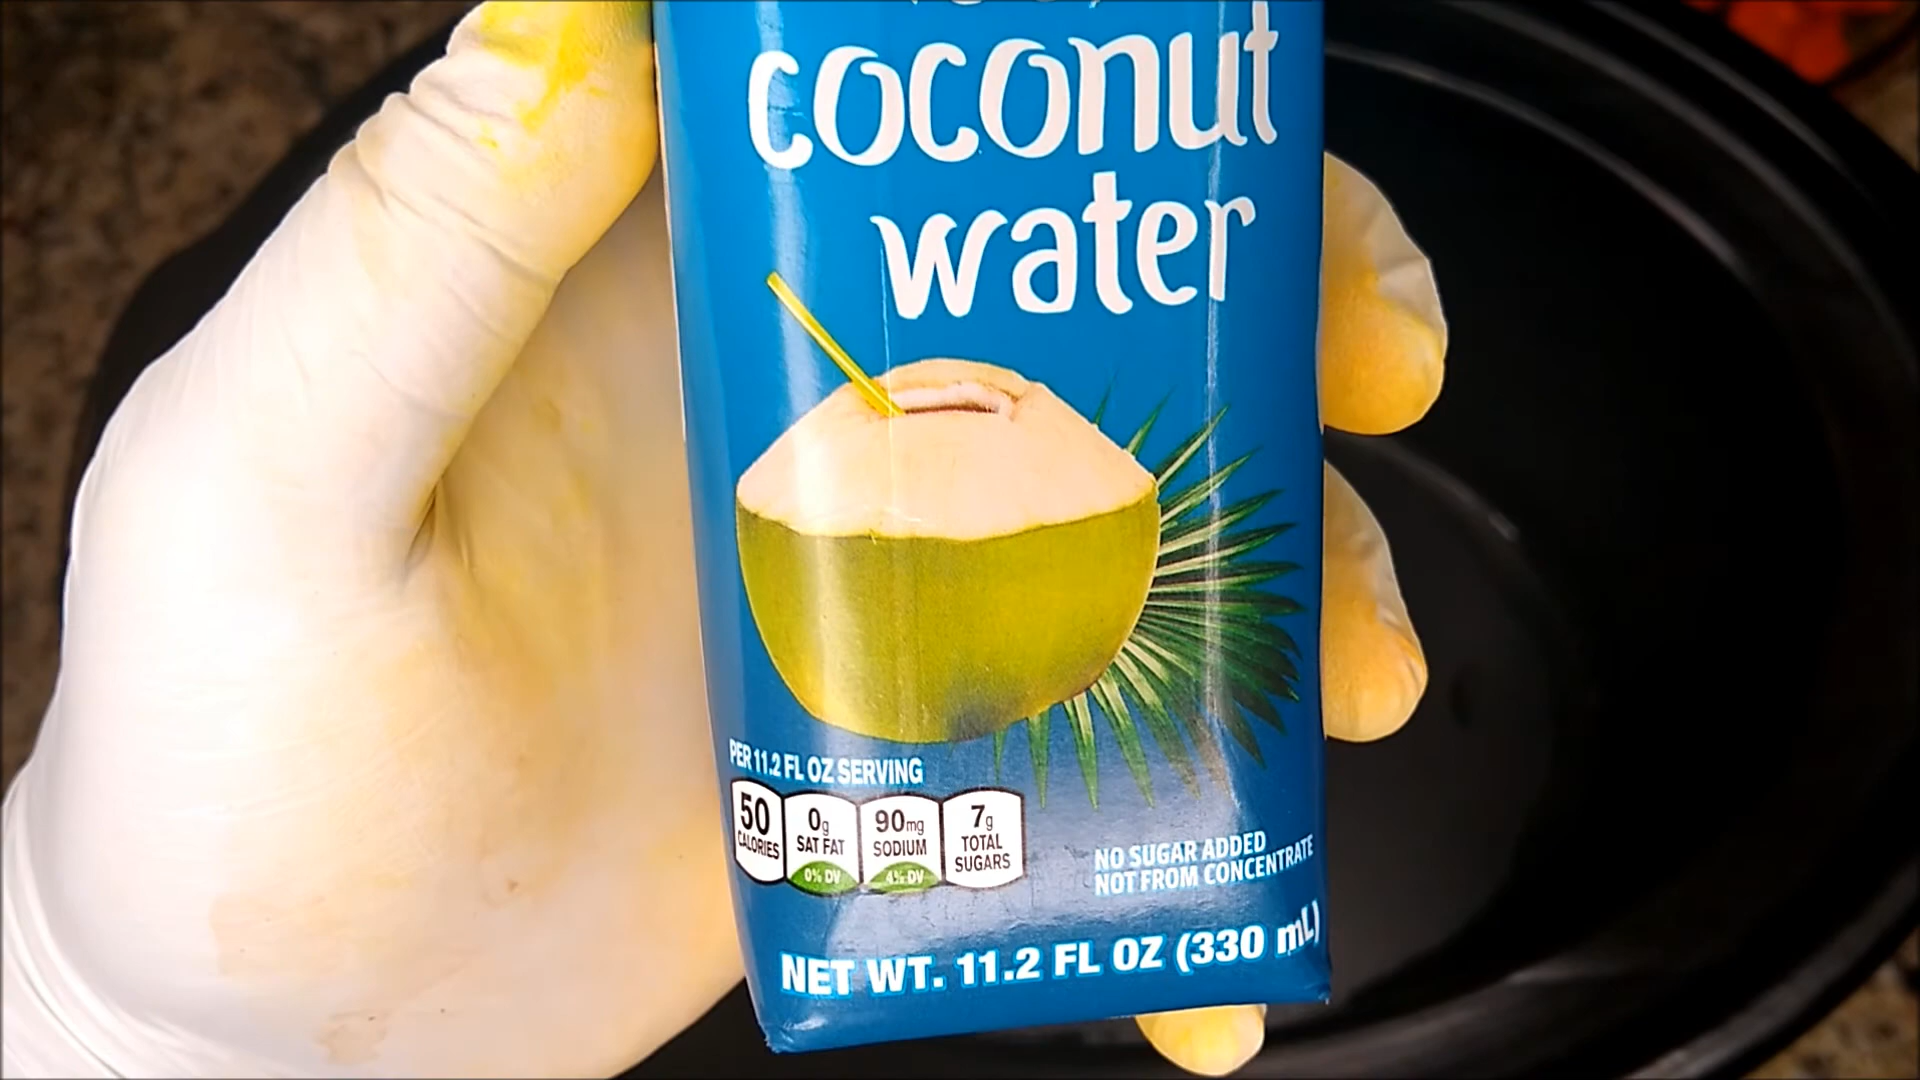 coconut
water
PER 11.2 FL OZ SERVING
50
CALORIES
0g
SAT FAT
0% DV
90mg
SODIUM
4% DV
7g
TOTAL
SUGARS
NO SUGAR ADDED
NOT FROM CONCENTRATE
NET WT. 11.2 FL OZ (330 mL)